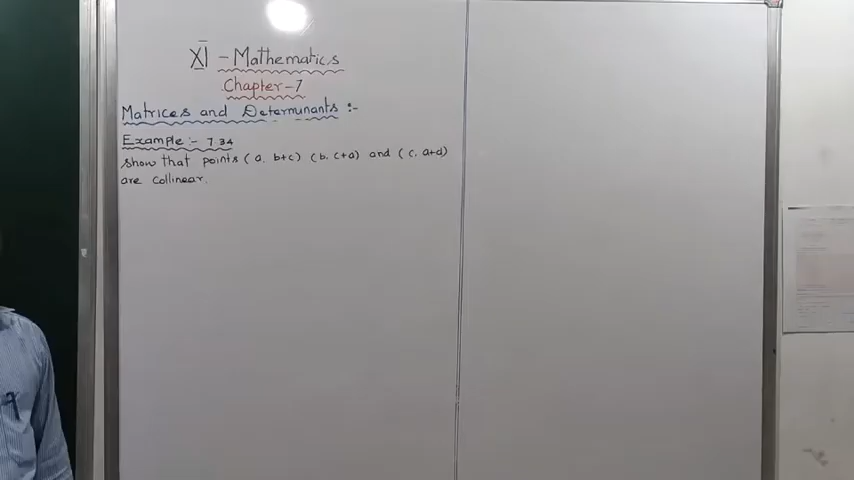 XI - Mathematics
Chapter-7
Matrices and Determinants :-
Example:- 7.34
show that points (a, b+c) (b, c+a) and (c, a+d)
are collinear.